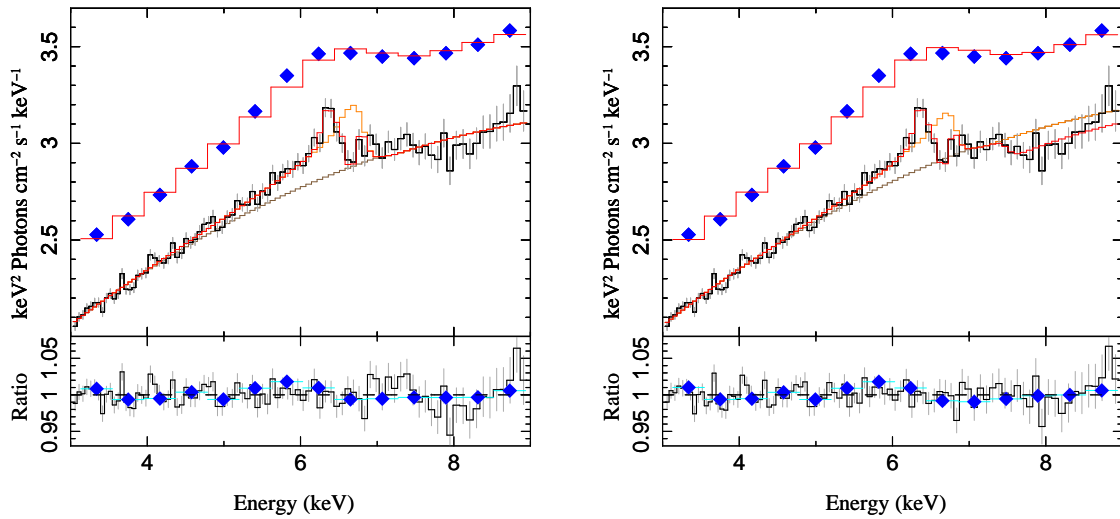 keV² Photons cm⁻² s⁻¹ keV⁻¹
3.5
3
2.5
Ratio
1.05
1
0.95
4 6 8
Energy (keV)
keV² Photons cm⁻² s⁻¹ keV⁻¹
3.5
3
2.5
Ratio
1.05
1
0.95
4 6 8
Energy (keV)